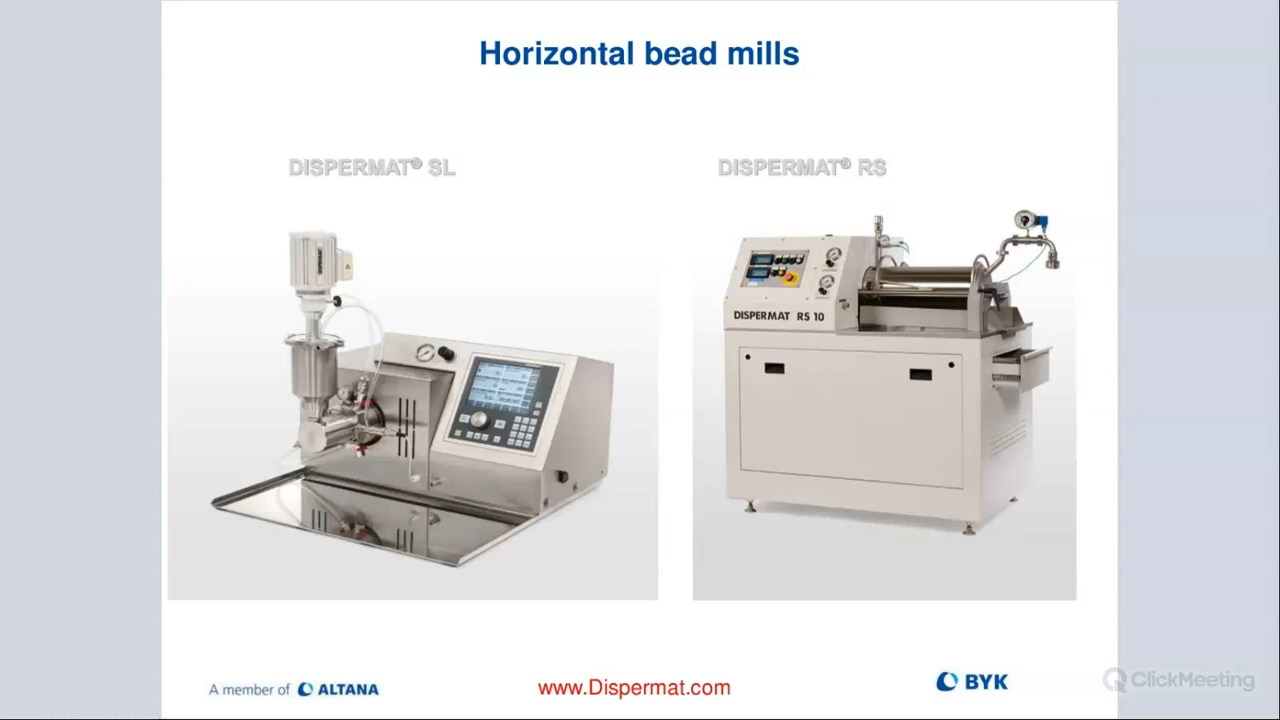 Horizontal bead mills
DISPERMAT® SL
DISPERMAT® RS
DISPERMAT RS 10
A member of ALTANA
www.Dispermat.com
BYK
ClickMeeting